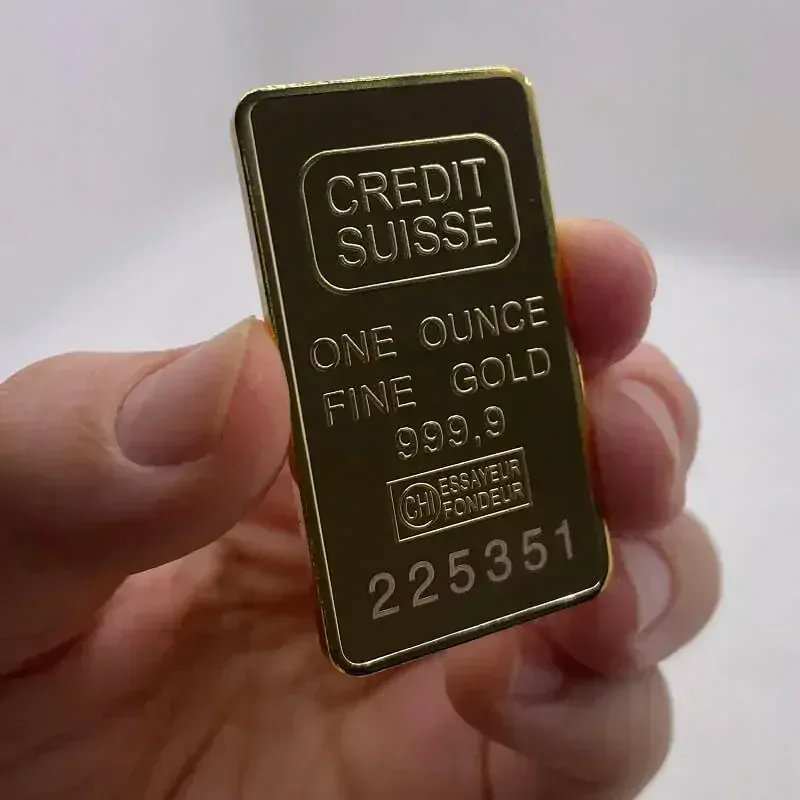 CREDIT
SUISSE
ONE OUNCE
FINE GOLD
999,9
CHI
ESSAYEUR
FONDEUR
225351